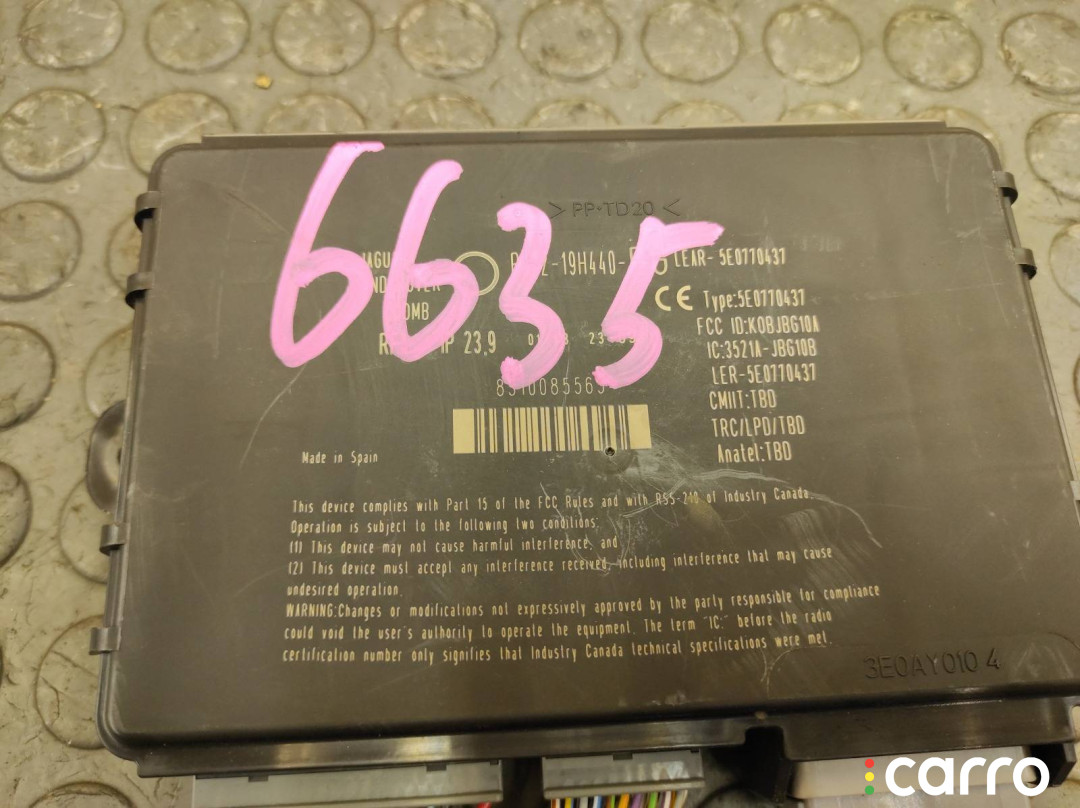 6635
>PP-TD20<
-19H440- LEAR- 5E0770437
Type:5E0770437
23,9 FCC ID:KOBJBG10A
IC:3521A-JBG10B
LER-5E0770437
CMIIT:TBD
TRC/LPD/TBD
Anatel:TBD
Made in Spain
This device complies with Part 15 of the FCC Rules and with RSS-210 of Industry Canada.
Operation is subject to the following two conditions:
(1) This device may not cause harmful interference, and
(2) This device must accept any interference received, including interference that may cause
undesired operation.
WARNING:Changes or modifications not expressively approved by the party responsible for compliance
could void the user's authority to operate the equipment. The term "IC:" before the radio
certification number only signifies that Industry Canada technical specifications were met.
3E0AY010 4
carro